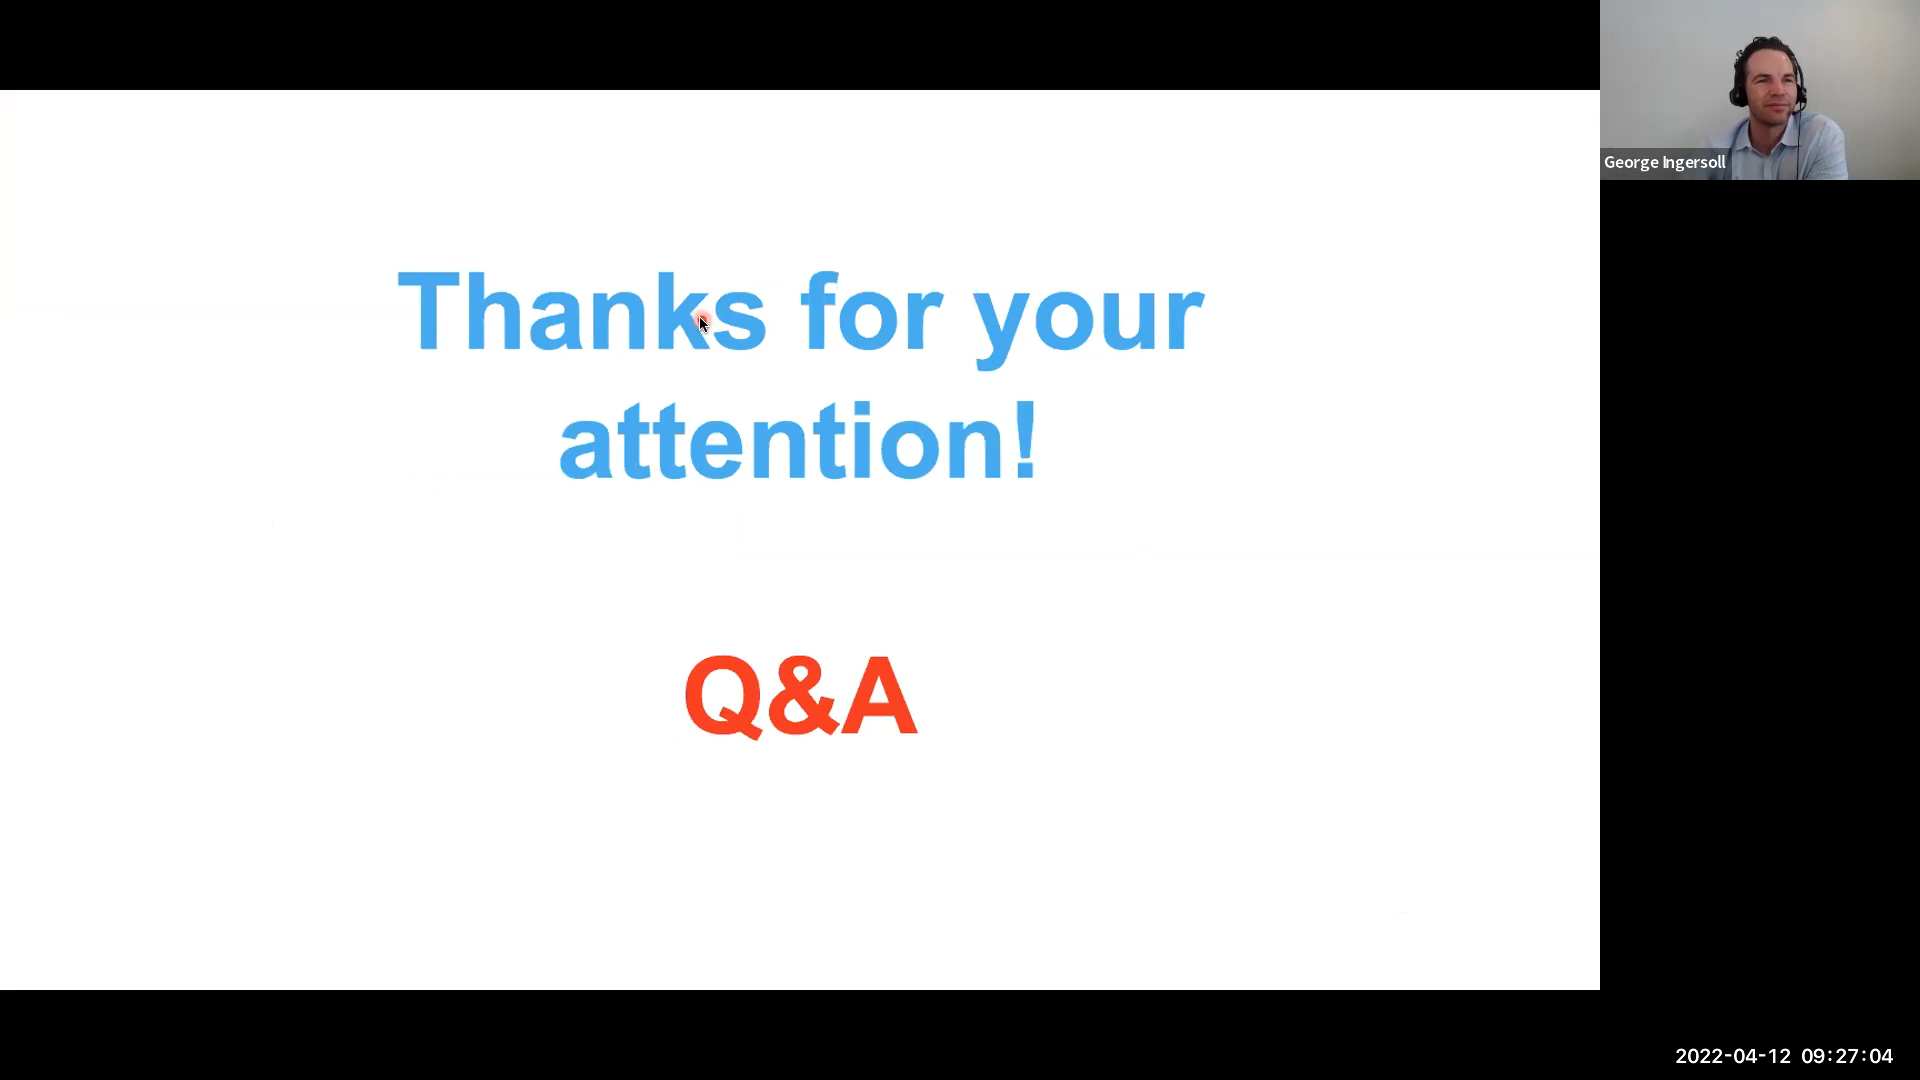 George Ingersoll
Thanks for your
attention!
Q&A
2022-04-12 09:27:04